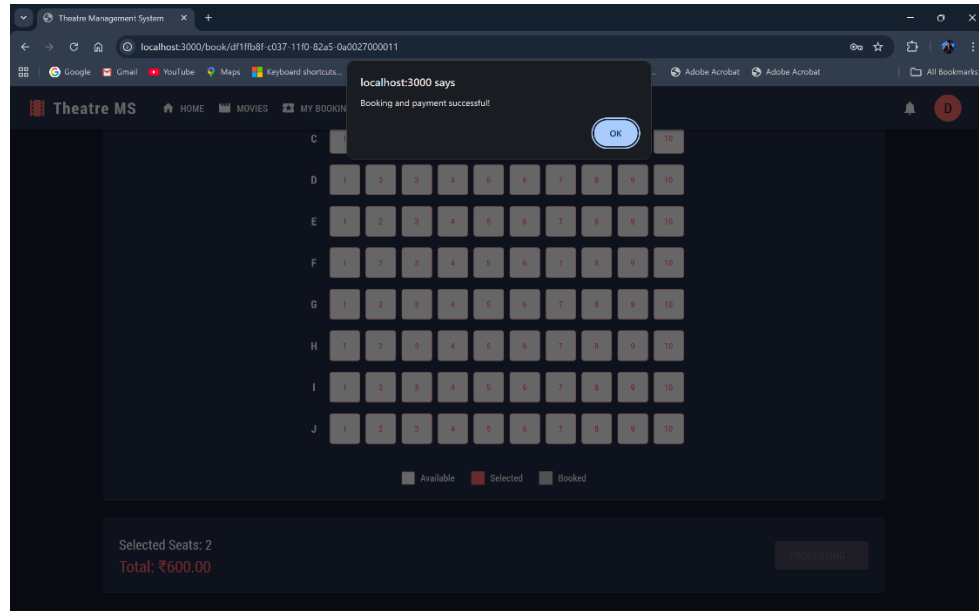 Theatre Management System
localhost:3000/book/df1ffb8f-c037-11f0-82a5-0a0027000011
Google Gmail YouTube Maps Keyboard shortcuts... Adobe Acrobat Adobe Acrobat All Bookmarks
localhost:3000 says
Booking and payment successful!
OK
Theatre MS HOME MOVIES MY BOOKIN D
C 10
D 1 2 3 4 5 6 7 8 9 10
E 1 2 3 4 5 6 7 8 9 10
F 1 2 3 4 5 6 7 8 9 10
G 1 2 3 4 5 6 7 8 9 10
H 1 2 3 4 5 6 7 8 9 10
I 1 2 3 4 5 6 7 8 9 10
J 1 2 3 4 5 6 7 8 9 10
Available Selected Booked
Selected Seats: 2
Total: ₹600.00
PROCESSING...